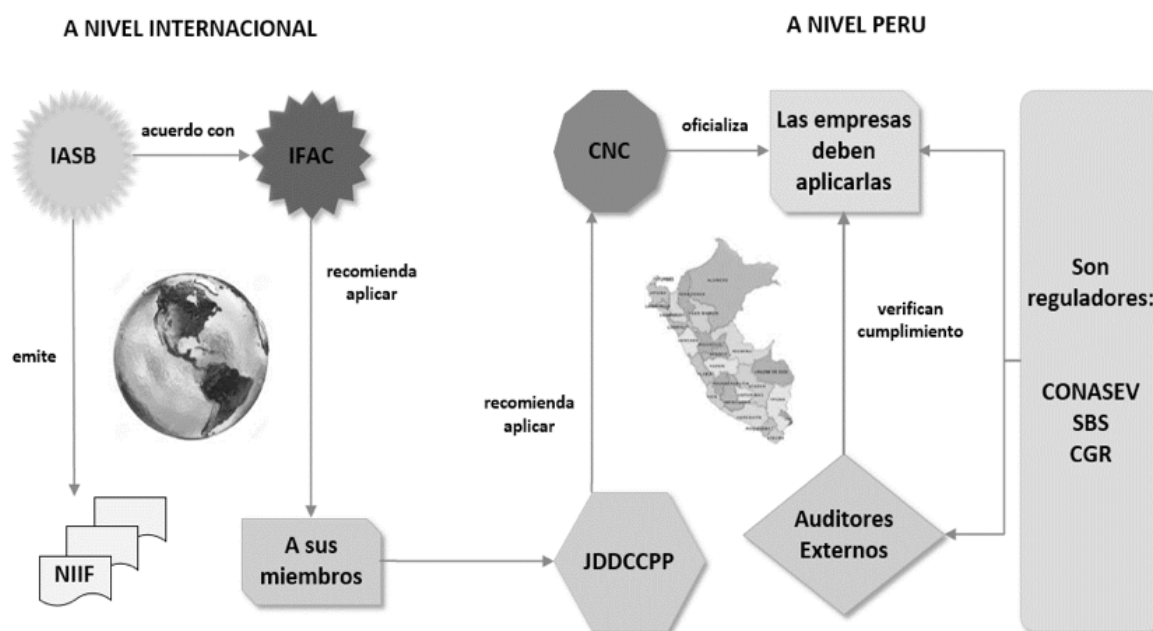 A NIVEL INTERNACIONAL
A NIVEL PERU
IASB
acuerdo con
IFAC
CNC
oficializa
Las empresas
deben
aplicarlas
recomienda
aplicar
emite
recomienda
aplicar
verifican
cumplimiento
Son
reguladores:
CONASEV
SBS
CGR
NIIF
A sus
miembros
JDDCCPP
Auditores
Externos